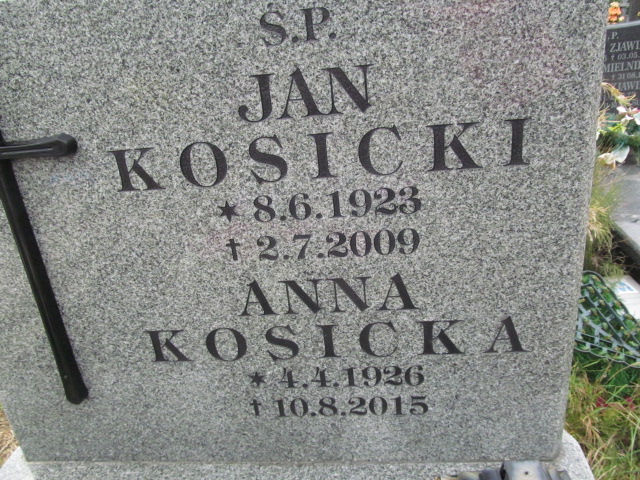 Ś.P.
JAN
KOSICKI
* 8.6.1923
† 2.7.2009
ANNA
KOSICKA
* 4.4.1926
† 10.8.2015